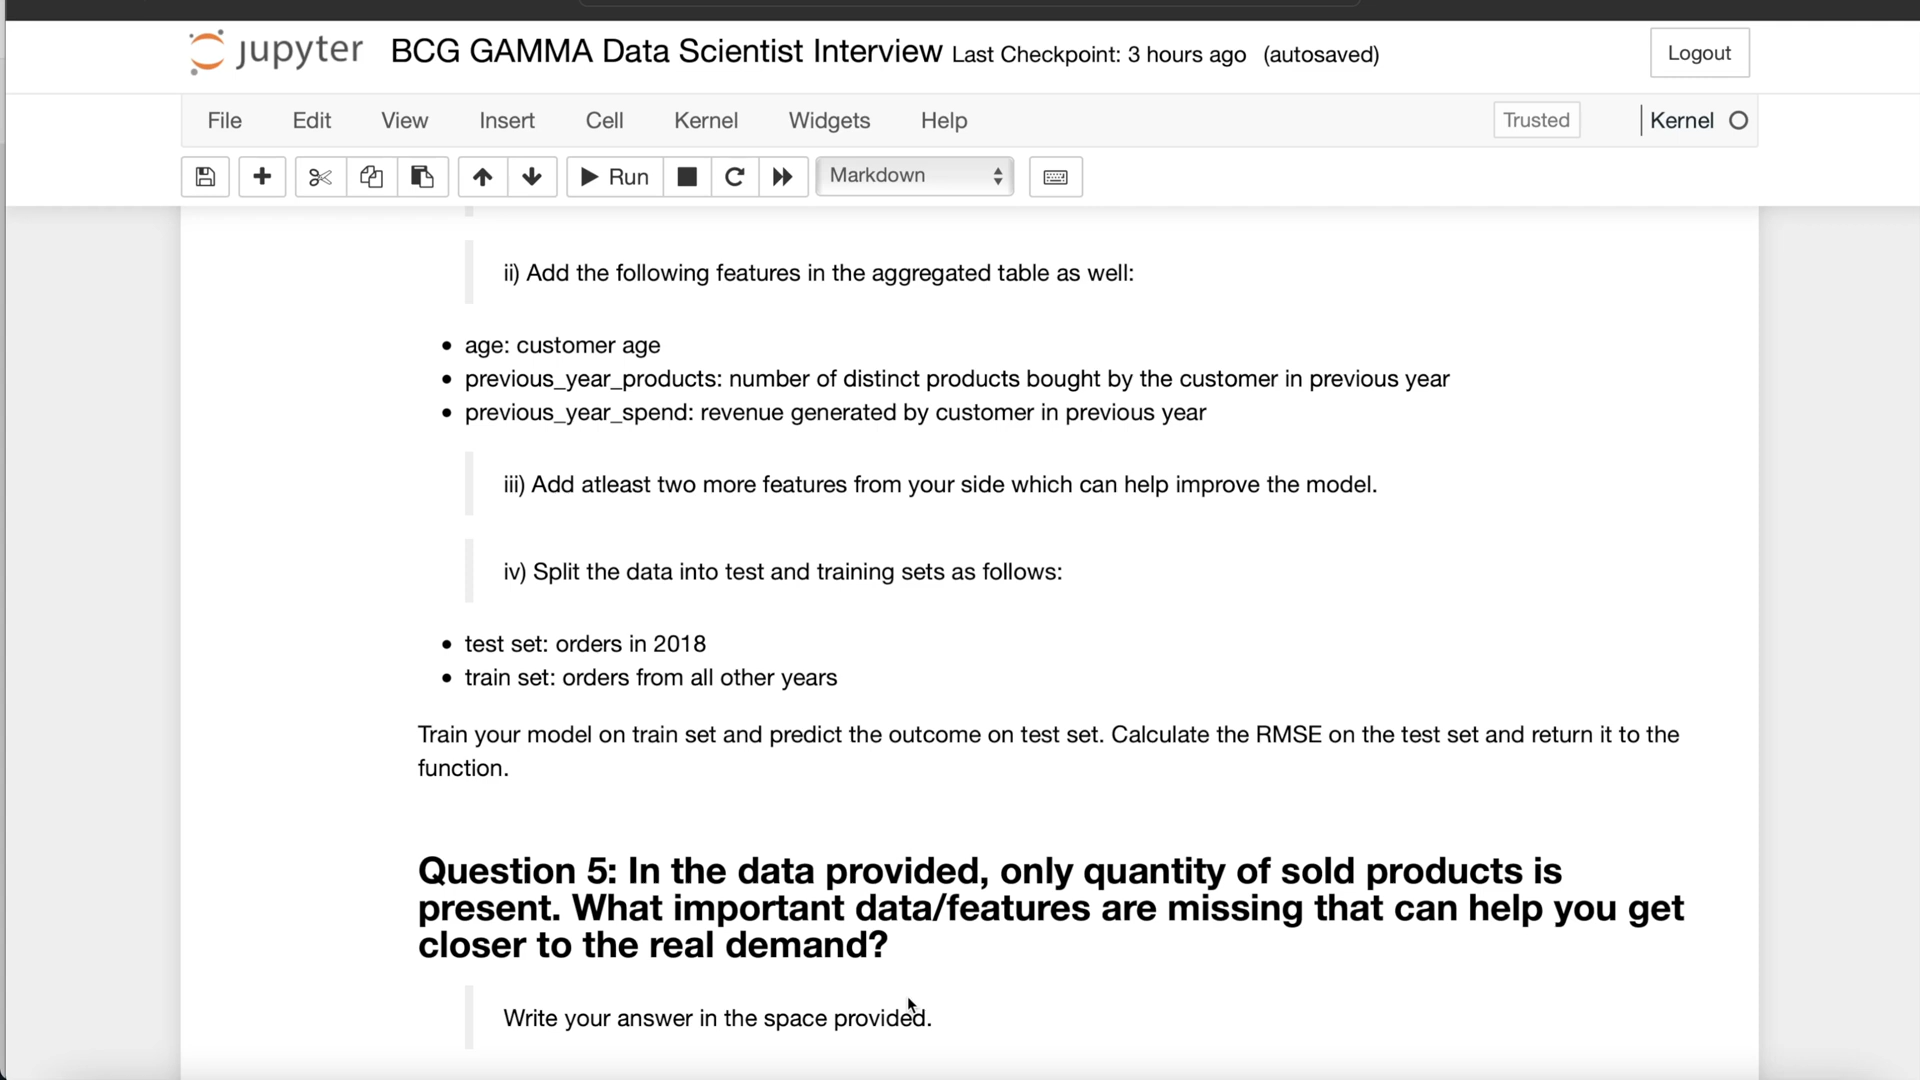 jupyter BCG GAMMA Data Scientist Interview Last Checkpoint: 3 hours ago (autosaved) Logout
File Edit View Insert Cell Kernel Widgets Help Trusted Kernel
Run Markdown
ii) Add the following features in the aggregated table as well:
age: customer age
previous_year_products: number of distinct products bought by the customer in previous year
previous_year_spend: revenue generated by customer in previous year
iii) Add atleast two more features from your side which can help improve the model.
iv) Split the data into test and training sets as follows:
test set: orders in 2018
train set: orders from all other years
Train your model on train set and predict the outcome on test set. Calculate the RMSE on the test set and return it to the
function.
Question 5: In the data provided, only quantity of sold products is
present. What important data/features are missing that can help you get
closer to the real demand?
Write your answer in the space provided.